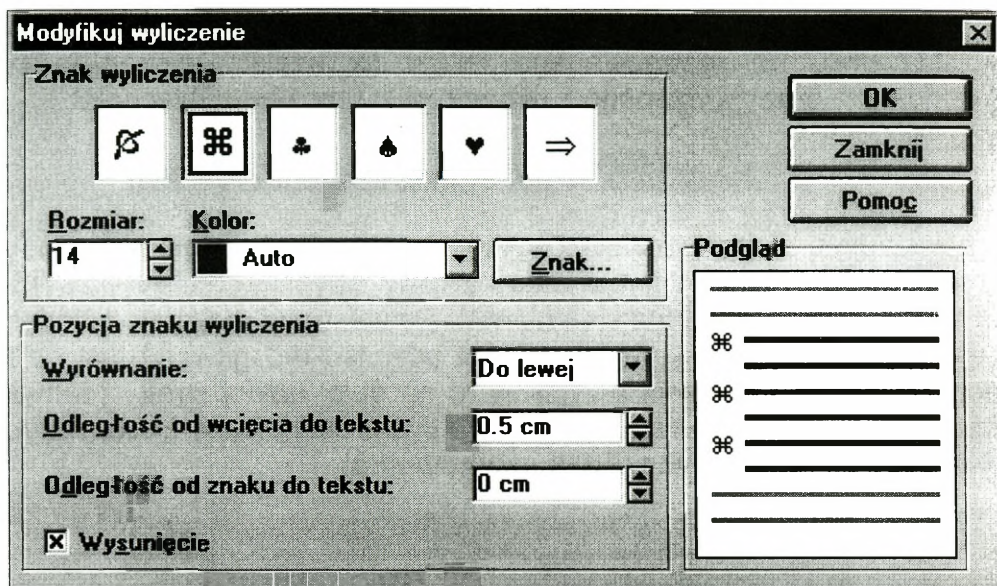 Modyfikuj wyliczenie
Znak wyliczenia
OK
Zamknij
Pomoc
Rozmiar:
Kolor:
14
Auto
Znak...
Podgląd
Pozycja znaku wyliczenia
Wyrównanie:
Do lewej
Odległość od wcięcia do tekstu:
0.5 cm
Odległość od znaku do tekstu:
0 cm
Wysunięcie